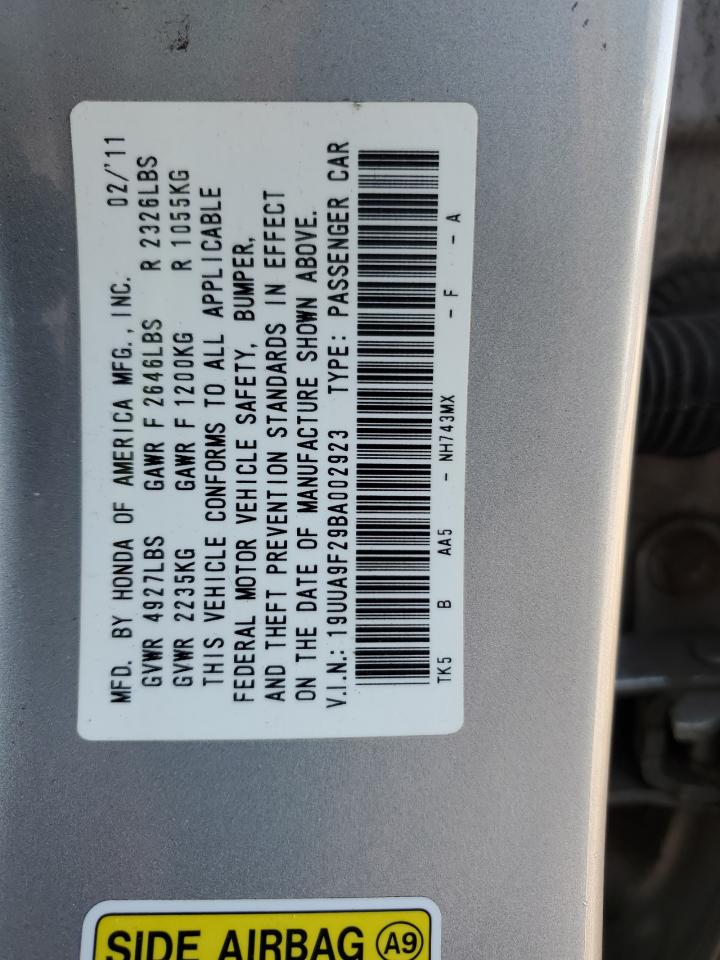 MFD. BY HONDA OF AMERICA MFG., INC. 02/'11
GVWR 4927LBS GAWR F 2646LBS R 2326LBS
GVWR 2235KG GAWR F 1200KG R 1055KG
THIS VEHICLE CONFORMS TO ALL APPLICABLE
FEDERAL MOTOR VEHICLE SAFETY, BUMPER,
AND THEFT PREVENTION STANDARDS IN EFFECT
ON THE DATE OF MANUFACTURE SHOWN ABOVE.
V.I.N.: 19UUA9F29BA002923 TYPE: PASSENGER CAR
TK5 B AA5 - NH743MX - F - A
SIDE AIRBAG A9